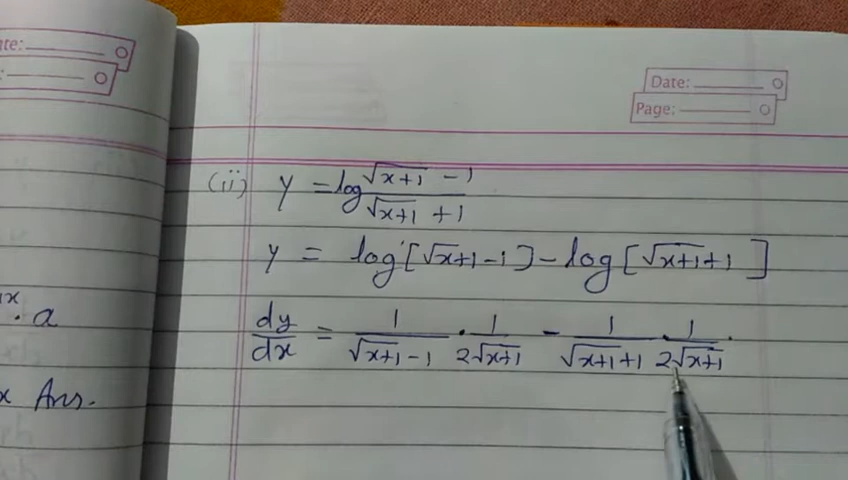 te:
Date:
Page:
(ii) y = log (√(x+1) - 1)/(√(x+1) + 1)
y = log[√x+1-1] - log[√(x+1)+1]
dy/dx = 1/(√(x+1)-1) · 1/(2√(x+1)) - 1/(√(x+1)+1) · 1/(2√(x+1)) .
. a
x Ans.